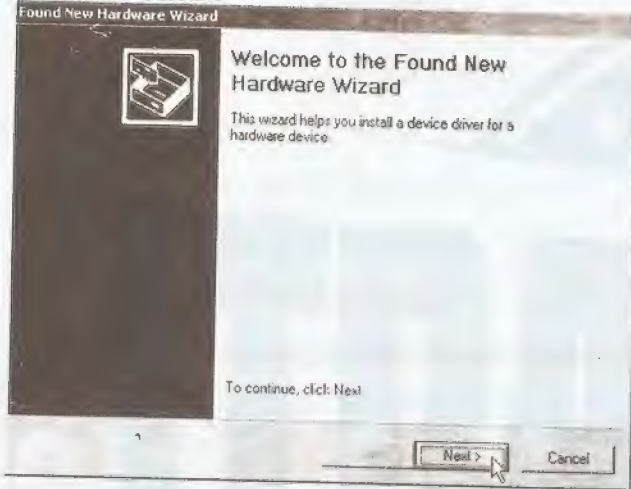 Found New Hardware Wizard
Welcome to the Found New
Hardware Wizard
This wizard helps you install a device driver for a
hardware device.
To continue, click Next
Next >
Cancel